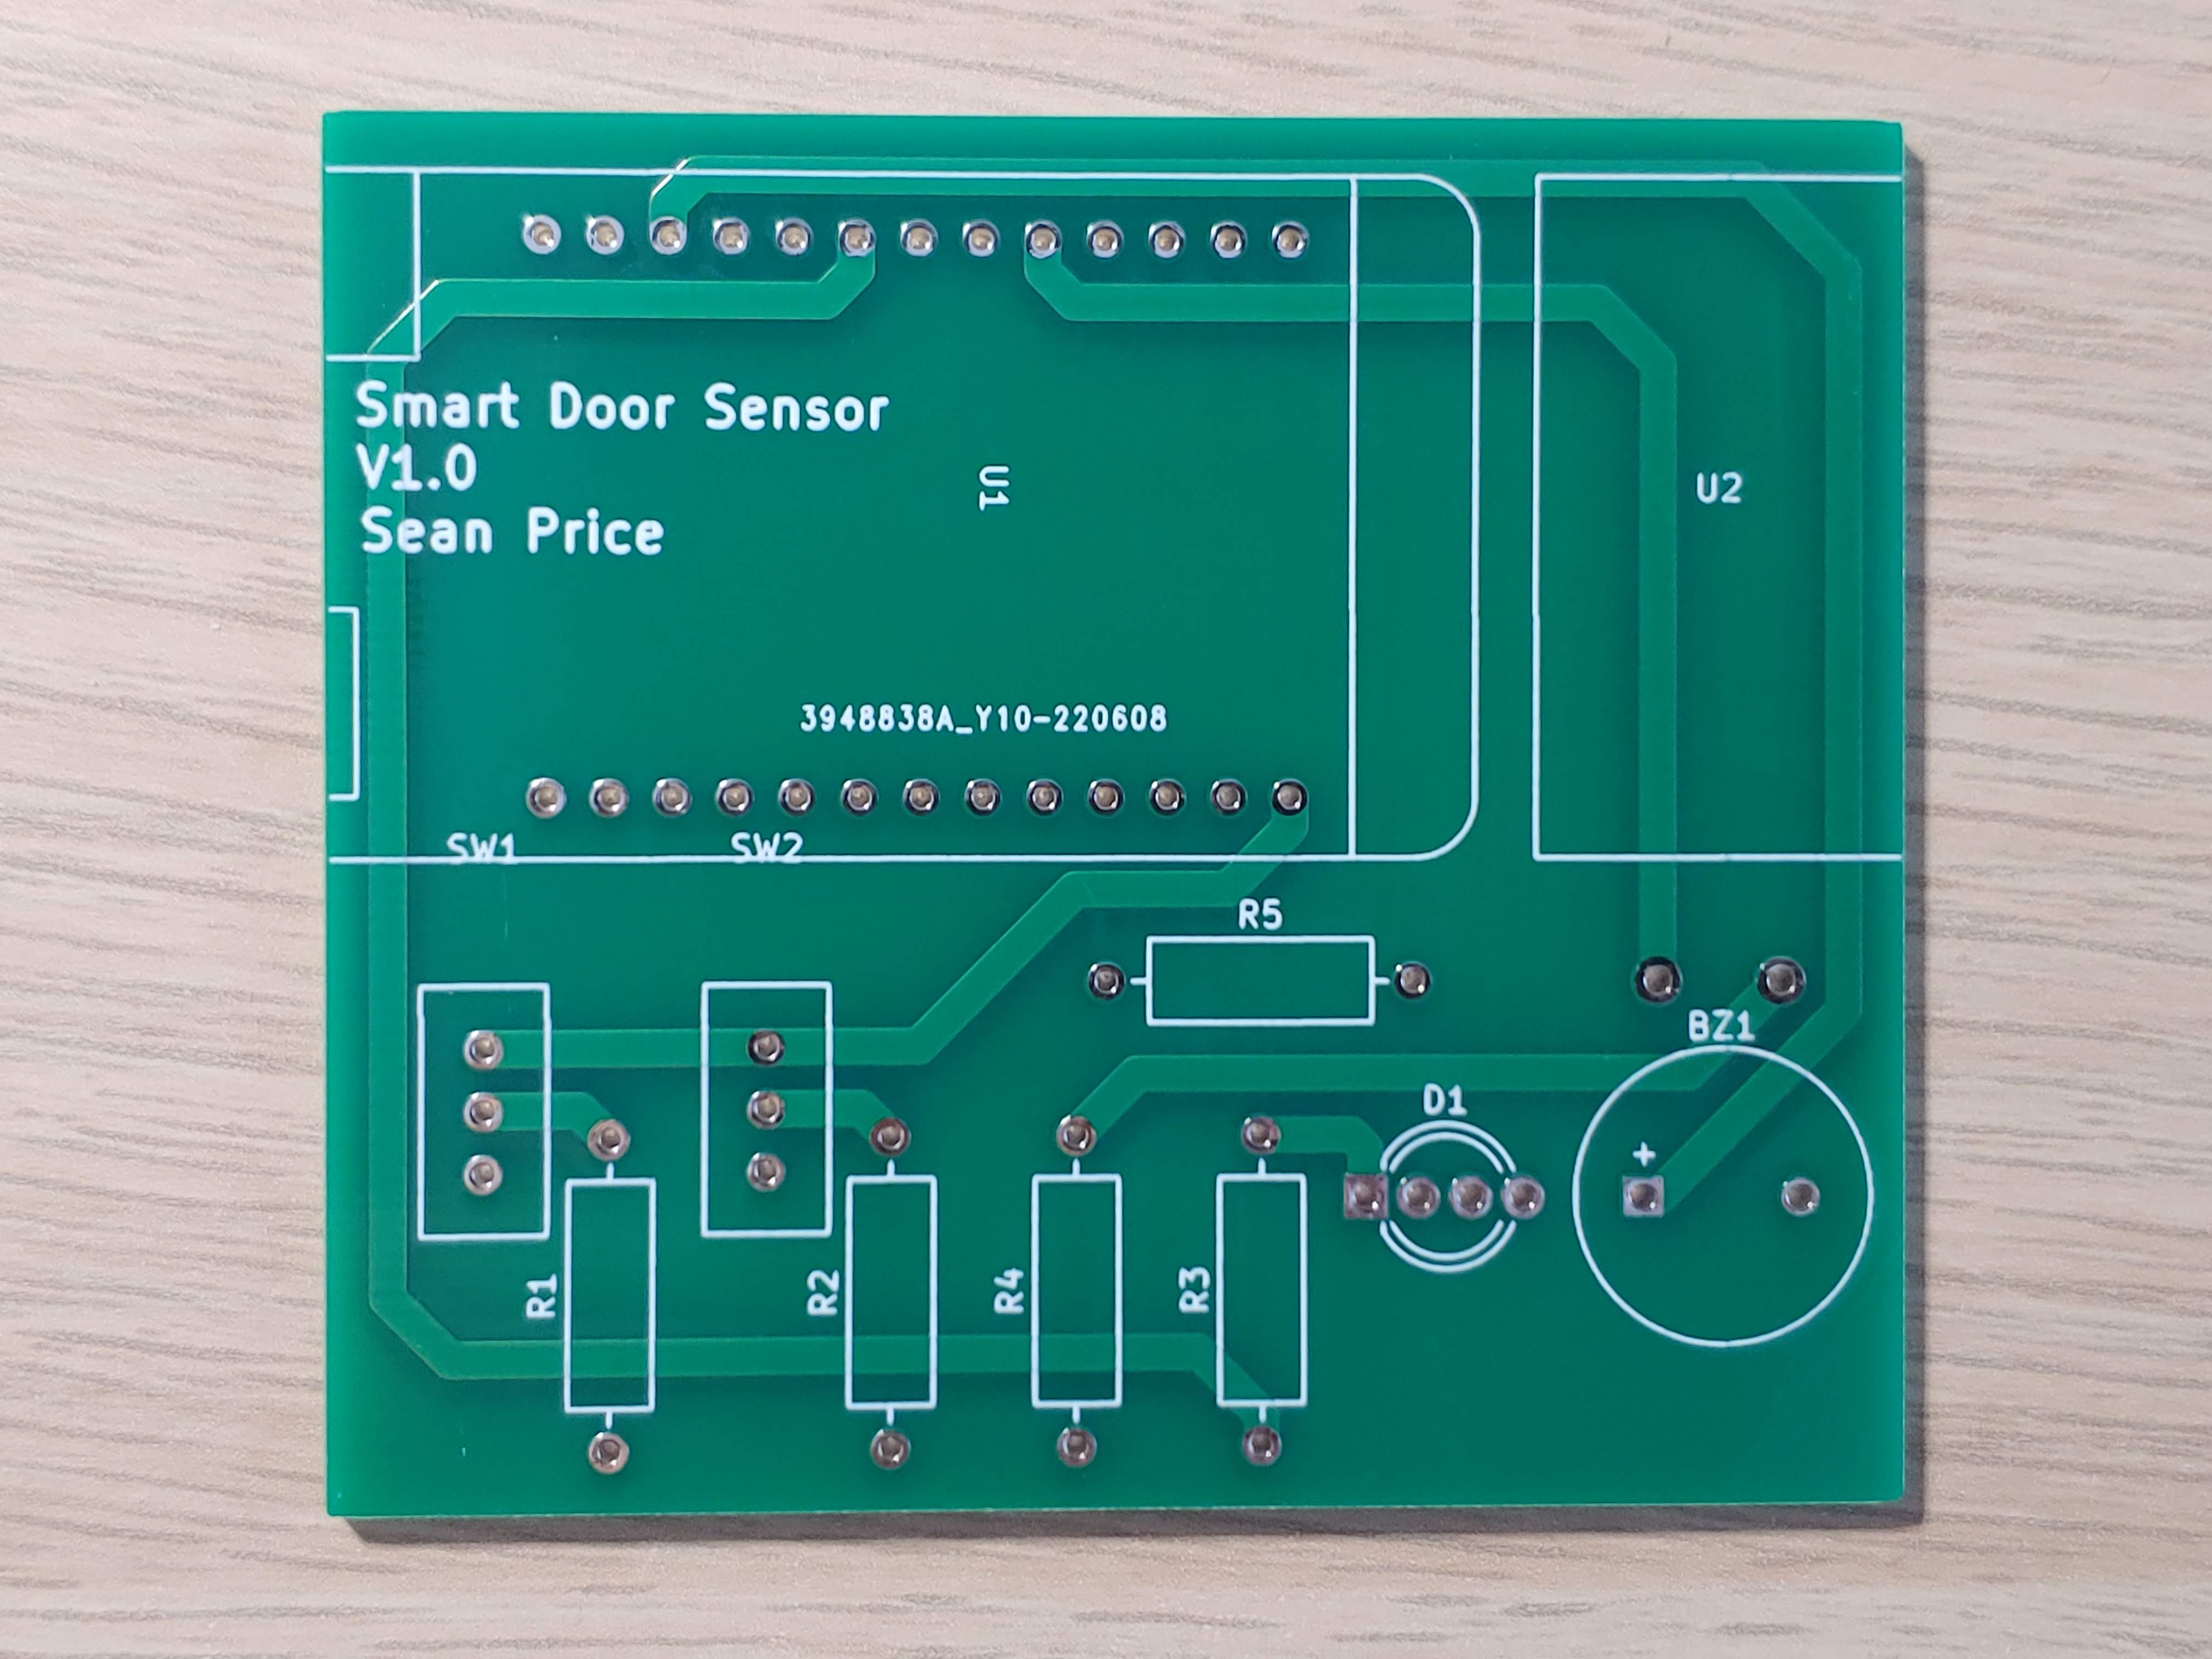 Smart Door Sensor
V1.0
Sean Price
U1
U2
3948838A_Y10-220608
SW1
SW2
R5
BZ1
D1
+
R1
R2
R4
R3